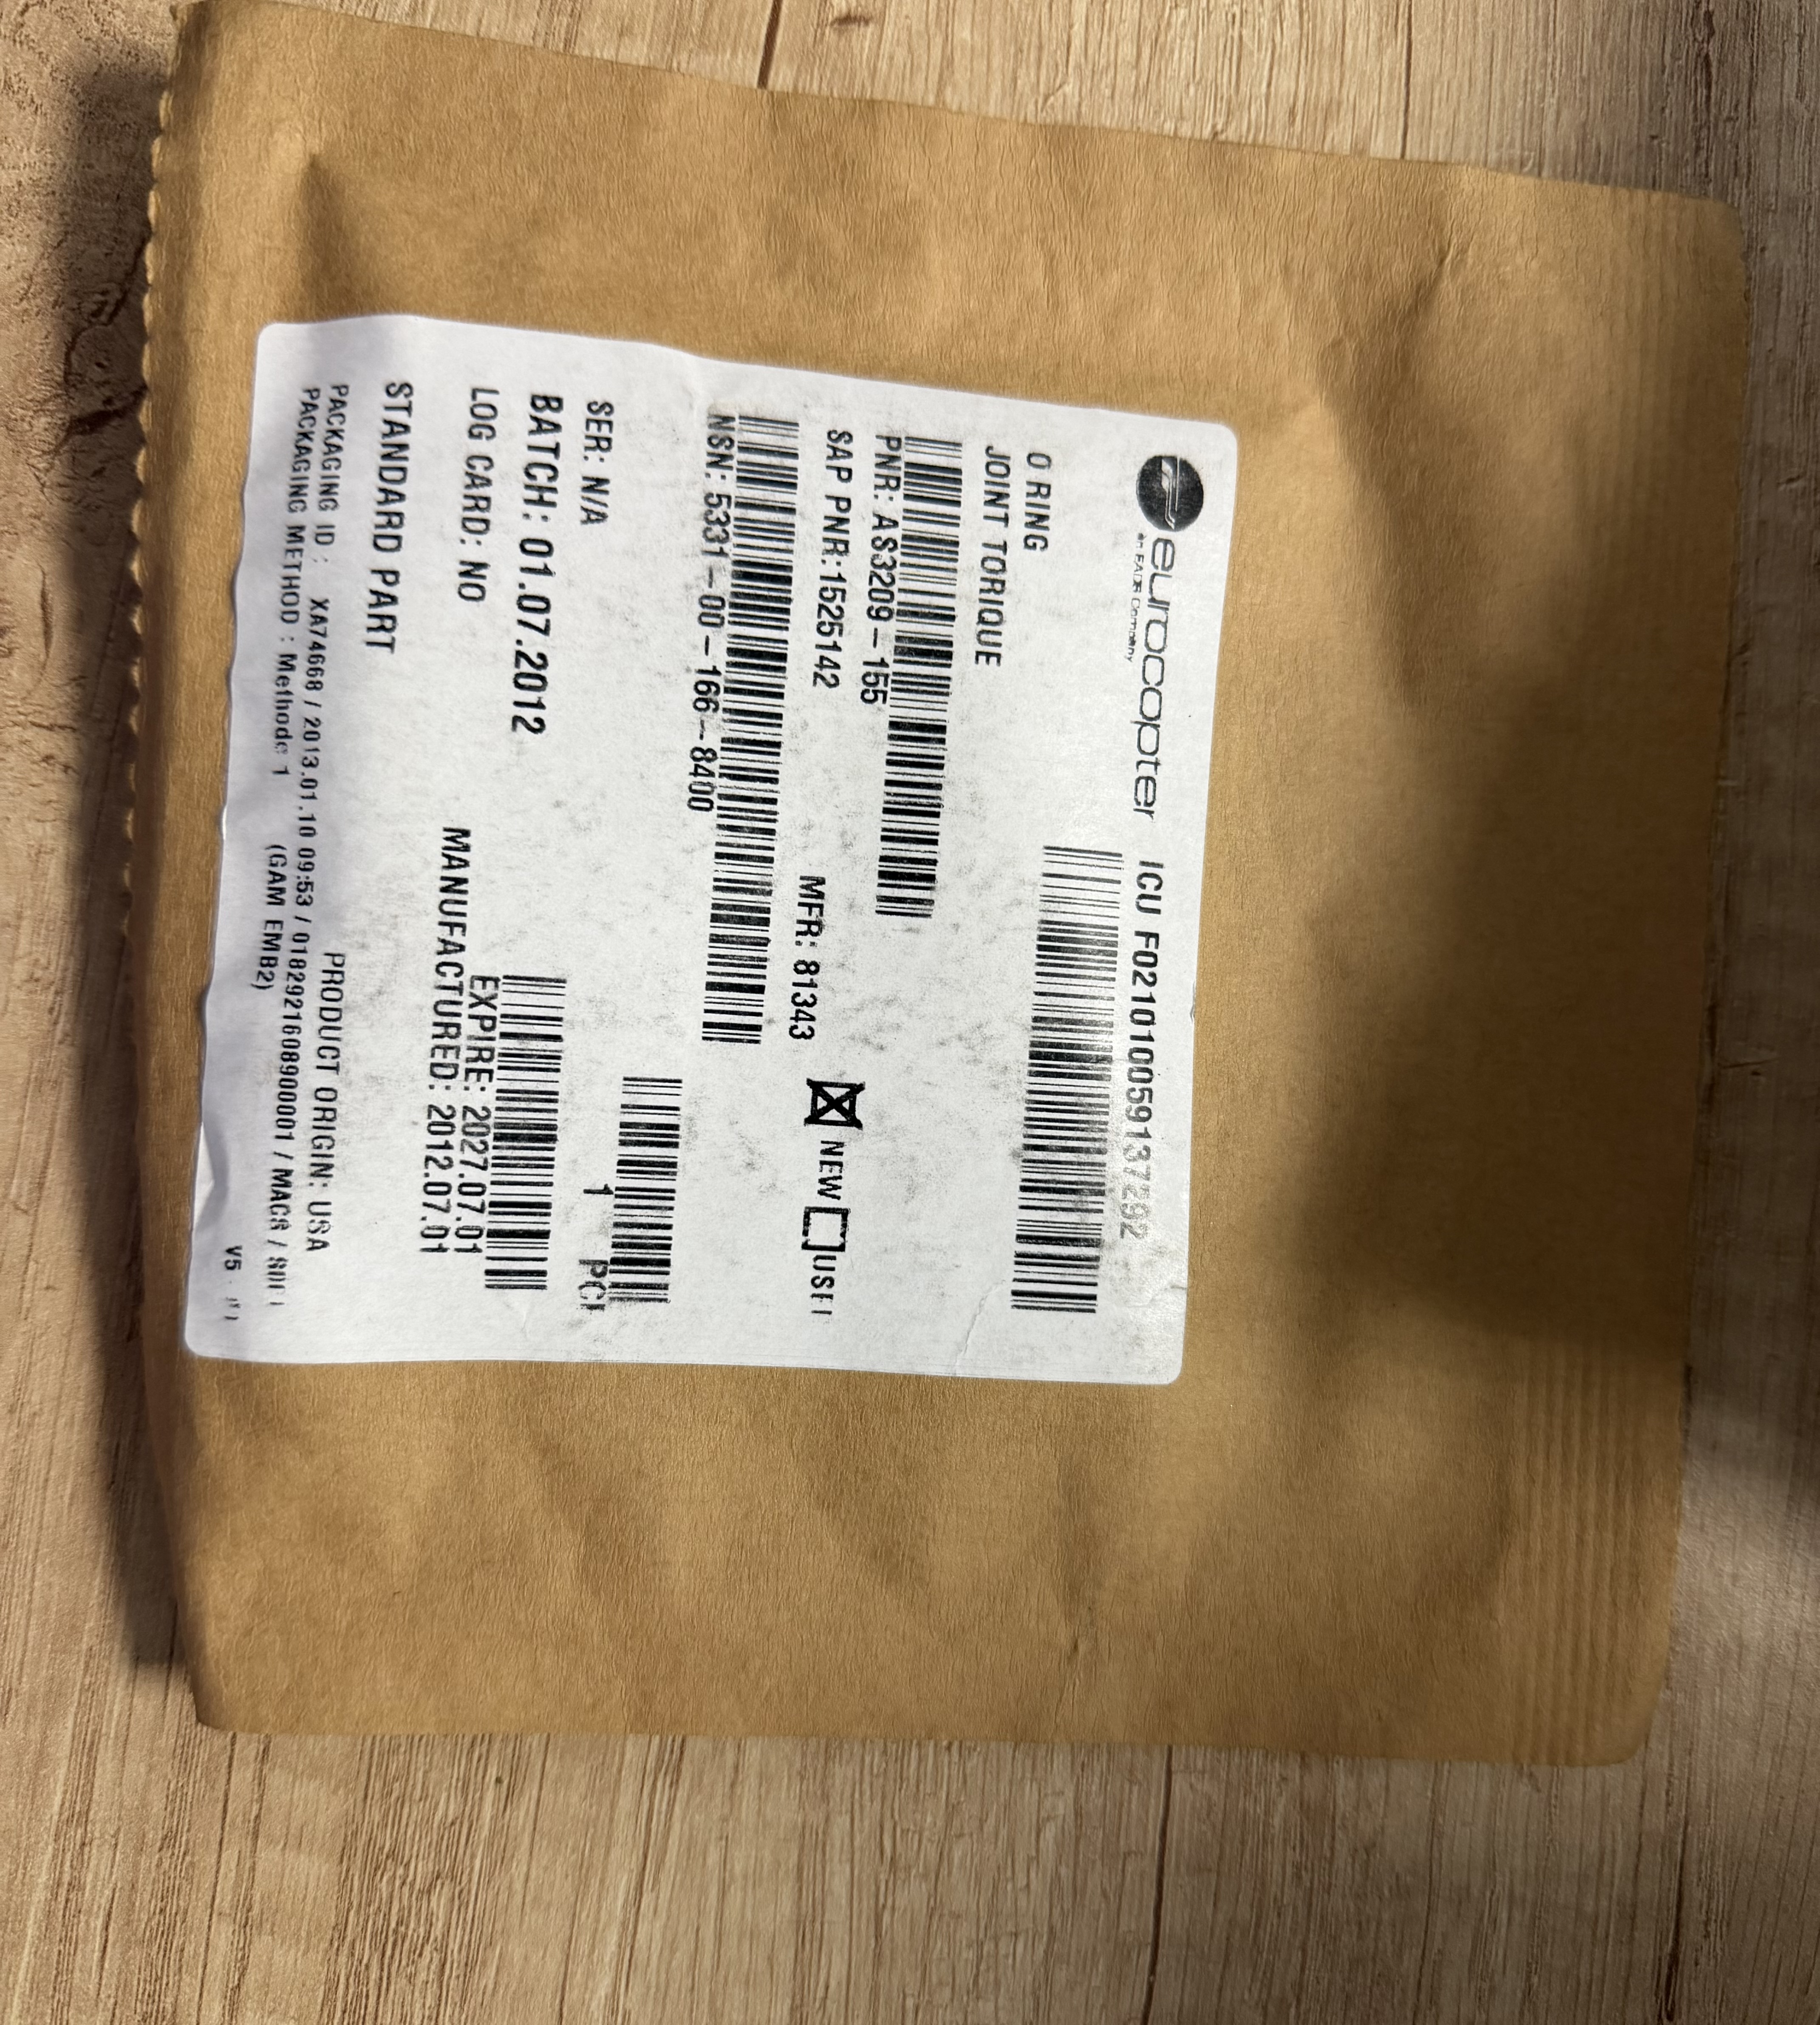 eurocopter
an EADS Company
ICU F021010059137292
O RING
JOINT TORIQUE
PNR: AS3209-155
SAP PNR:1525142
MFR: 81343
NEW
NSN: 5331-00-166-8400
SER: N/A
1
BATCH: 01.07.2012
LOG CARD: NO
EXPIRE: 2027.07.01
MANUFACTURED: 2012.07.01
STANDARD PART
PRODUCT ORIGIN: USA
PACKAGING ID : XA74668 / 2013.01.10 09:53 / 0182921608900001 / MACS /
PACKAGING METHOD : Methode 1 (GAM EMB2)
V5